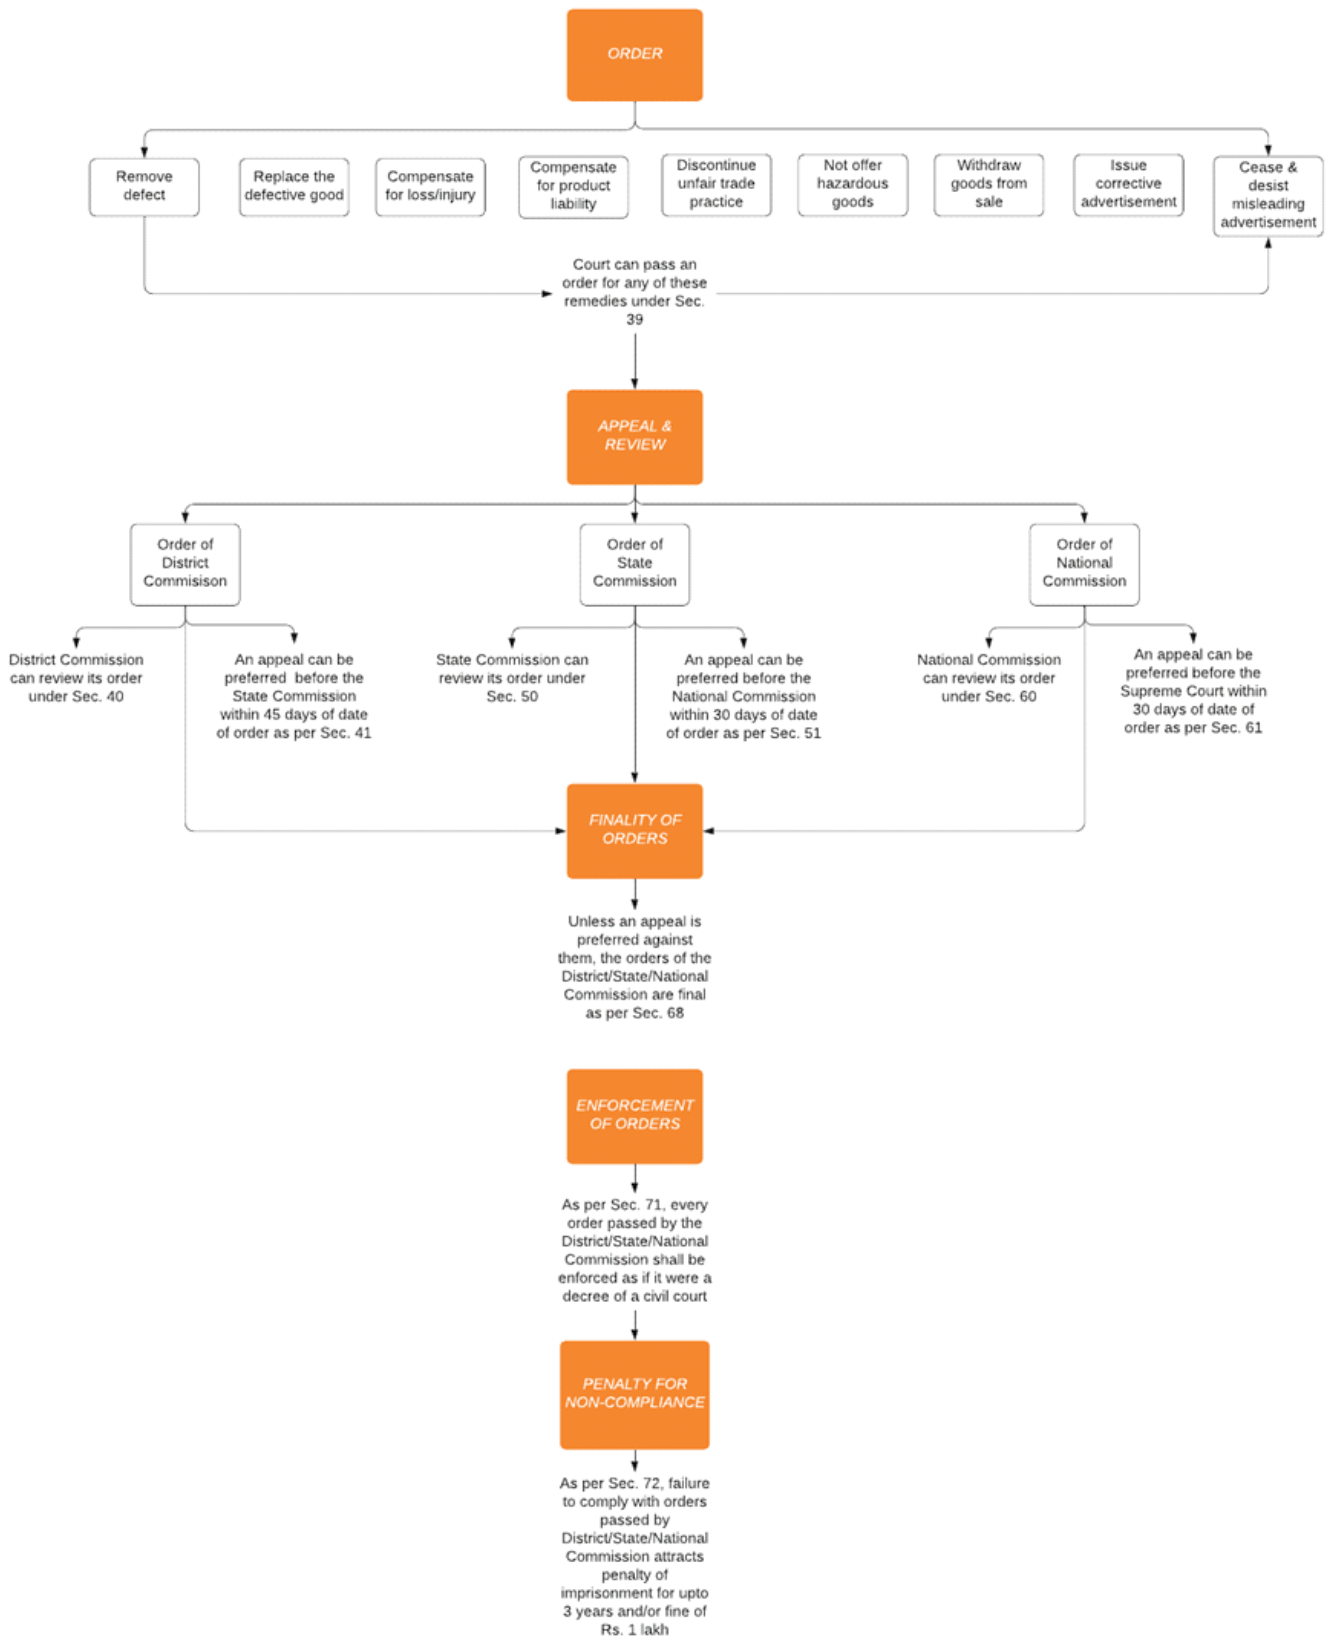 ORDER
Remove
defect
Replace the
defective good
Compensate
for loss/injury
Compensate
for product
liability
Discontinue
unfair trade
practice
Not offer
hazardous
goods
Withdraw
goods from
sale
Issue
corrective
advertisement
Cease &
desist
misleading
advertisement
Court can pass an
order for any of these
remedies under Sec.
39
APPEAL &
REVIEW
Order of
District
Commisison
Order of
State
Commission
Order of
National
Commission
District Commission
can review its order
under Sec. 40
An appeal can be
preferred before the
State Commission
within 45 days of date
of order as per Sec. 41
State Commission can
review its order under
Sec. 50
An appeal can be
preferred before the
National Commission
within 30 days of date
of order as per Sec. 51
National Commission
can review its order
under Sec. 60
An appeal can be
preferred before the
Supreme Court within
30 days of date of
order as per Sec. 61
FINALITY OF
ORDERS
Unless an appeal is
preferred against
them, the orders of the
District/State/National
Commission are final
as per Sec. 68
ENFORCEMENT
OF ORDERS
As per Sec. 71, every
order passed by the
District/State/National
Commission shall be
enforced as if it were a
decree of a civil court
PENALTY FOR
NON-COMPLIANCE
As per Sec. 72, failure
to comply with orders
passed by
District/State/National
Commission attracts
penalty of
imprisonment for upto
3 years and/or fine of
Rs. 1 lakh